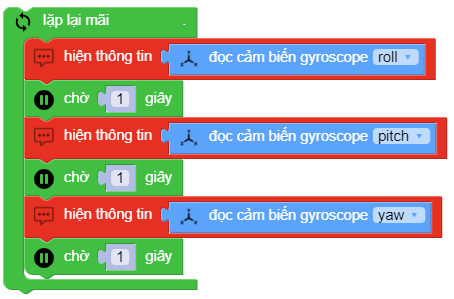 lặp lại mãi .
hiện thông tin đọc cảm biến gyroscope roll
chờ 1 giây
hiện thông tin đọc cảm biến gyroscope pitch
chờ 1 giây
hiện thông tin đọc cảm biến gyroscope yaw
chờ 1 giây